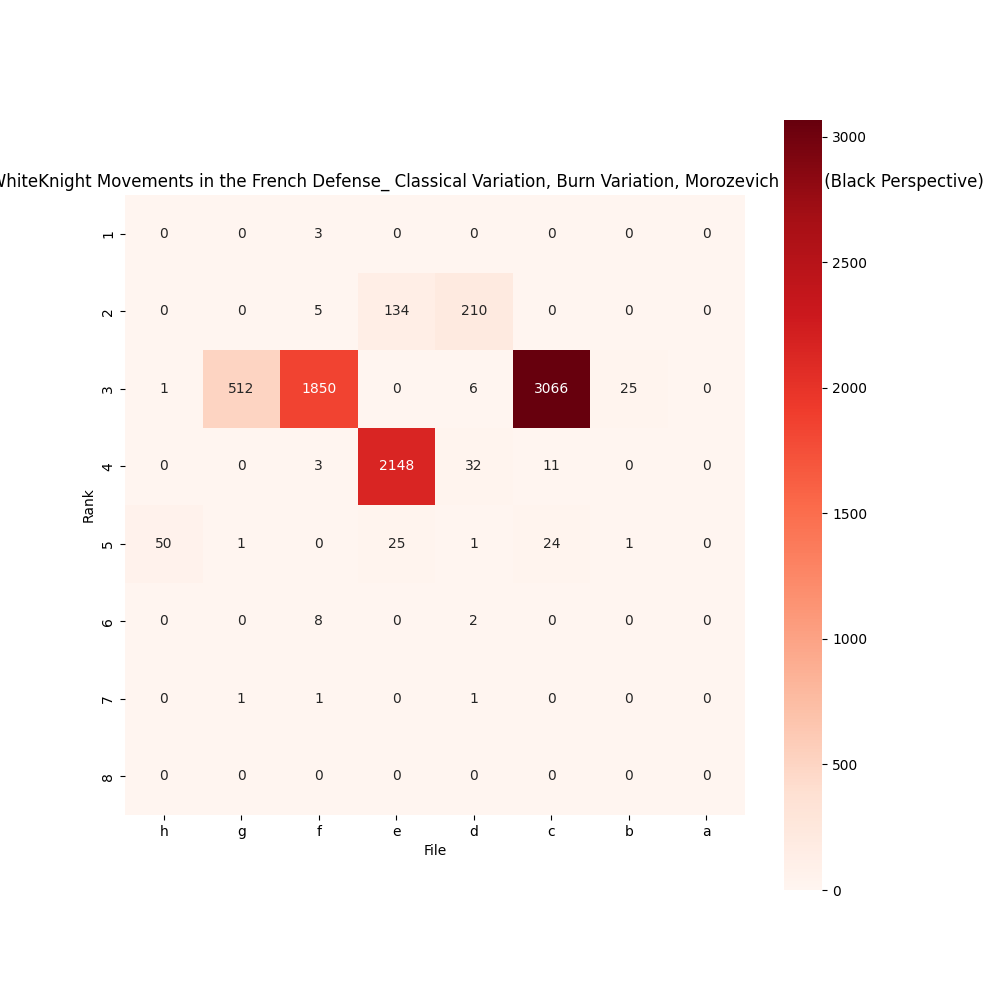 WhiteKnight Movements in the French Defense_ Classical Variation, Burn Variation, Morozevich (Black Perspective)
Rank
1 0 0 3 0 0 0 0 0
2 0 0 5 134 210 0 0 0
3 1 512 1850 0 6 3066 25 0
4 0 0 3 2148 32 11 0 0
5 50 1 0 25 1 24 1 0
6 0 0 8 0 2 0 0 0
7 0 1 1 0 1 0 0 0
8 0 0 0 0 0 0 0 0
h g f e d c b a
File
3000
2500
2000
1500
1000
500
0